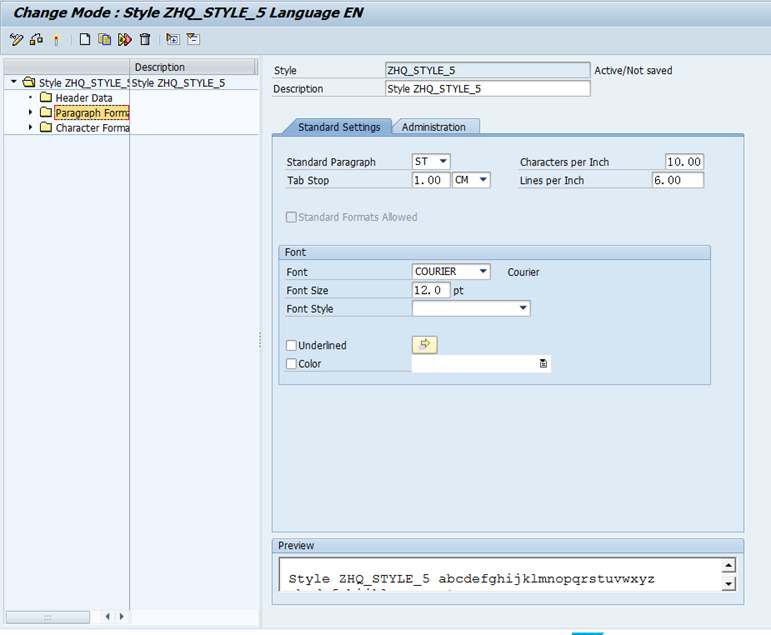 Change Mode : Style ZHQ_STYLE_5 Language EN
Description
Style ZHQ_STYLE_5 Style ZHQ_STYLE_5
Header Data
Paragraph Forma
Character Forma
Style ZHQ_STYLE_5 Active/Not saved
Description Style ZHQ_STYLE_5
Standard Settings Administration
Standard Paragraph ST Characters per Inch 10.00
Tab Stop 1.00 CM Lines per Inch 6.00
Standard Formats Allowed
Font
Font COURIER Courier
Font Size 12.0 pt
Font Style
Underlined
Color
Preview
Style ZHQ_STYLE_5 abcdefghijklmnopqrstuvwxyz